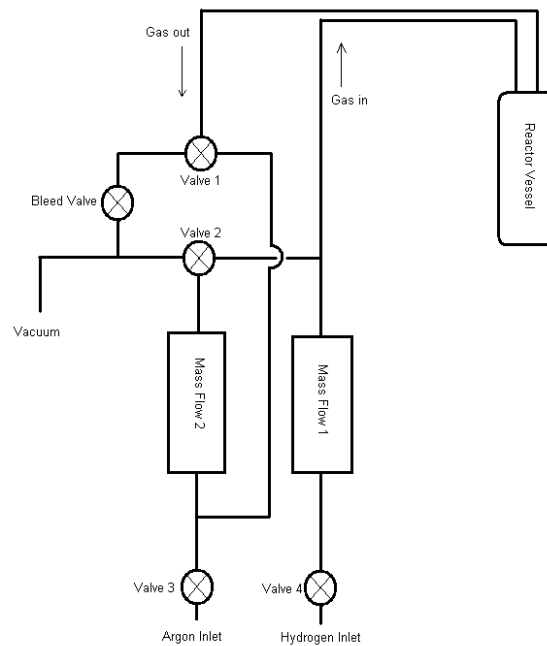 Gas out
Gas in
Reactor Vessel
Valve 1
Bleed Valve
Valve 2
Vacuum
Mass Flow 2
Mass Flow 1
Valve 3
Valve 4
Argon Inlet
Hydrogen Inlet